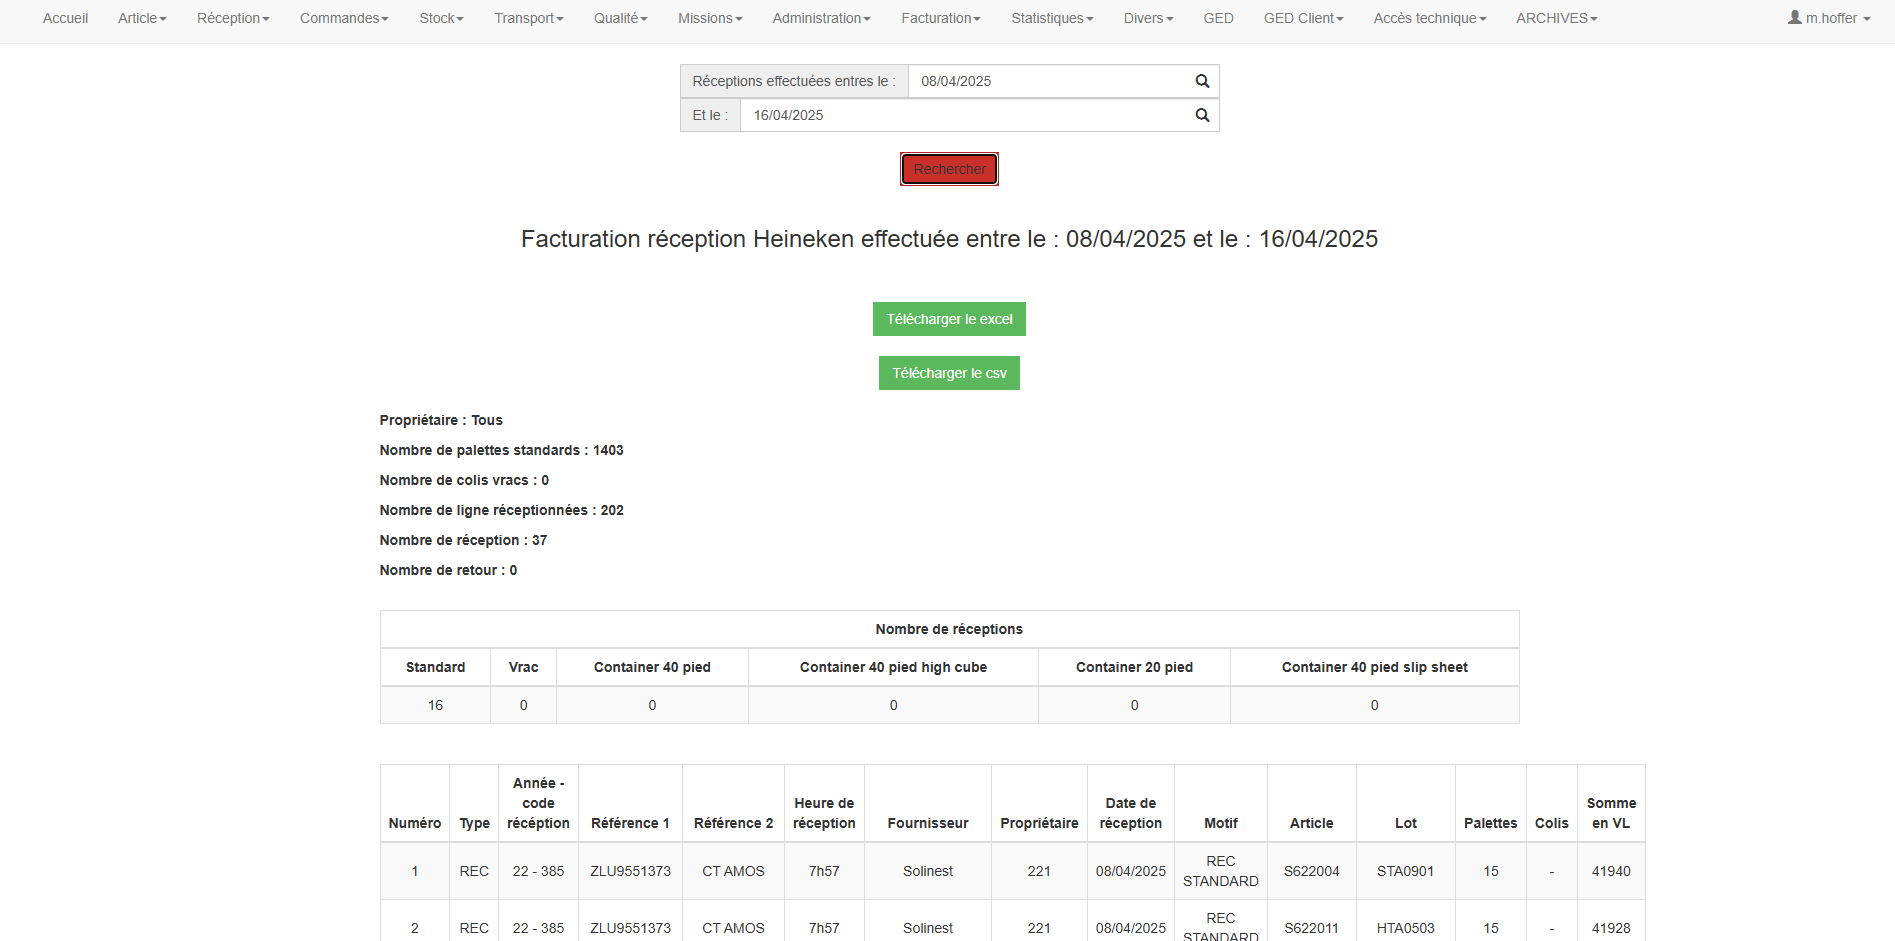 Accueil Article Réception Commandes Stock Transport Qualité Missions Administration Facturation Statistiques Divers GED GED Client Accès technique ARCHIVES m.hoffer
Réceptions effectuées entres le : 08/04/2025
Et le : 16/04/2025
Rechercher
Facturation réception Heineken effectuée entre le : 08/04/2025 et le : 16/04/2025
Télécharger le excel
Télécharger le csv
Propriétaire : Tous
Nombre de palettes standards : 1403
Nombre de colis vracs : 0
Nombre de ligne réceptionnées : 202
Nombre de réception : 37
Nombre de retour : 0
Nombre de réceptions
Standard Vrac Container 40 pied Container 40 pied high cube Container 20 pied Container 40 pied slip sheet
16 0 0 0 0 0
Numéro Type Année - code récéption Référence 1 Référence 2 Heure de réception Fournisseur Propriétaire Date de réception Motif Article Lot Palettes Colis Somme en VL
1 REC 22 - 385 ZLU9551373 CT AMOS 7h57 Solinest 221 08/04/2025 REC STANDARD S622004 STA0901 15 - 41940
2 REC 22 - 385 ZLU9551373 CT AMOS 7h57 Solinest 221 08/04/2025 REC STANDARD S622011 HTA0503 15 - 41928